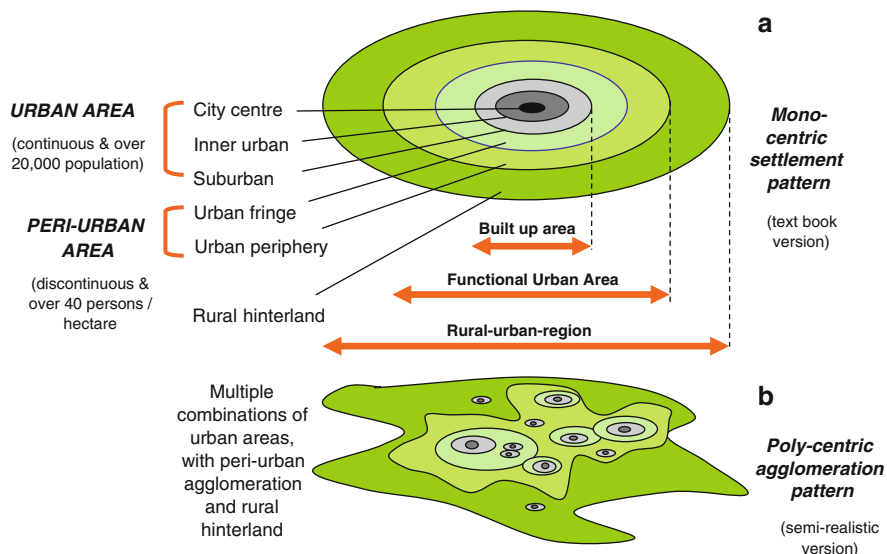 a
URBAN AREA
(continuous & over
20,000 population)
City centre
Inner urban
Suburban
PERI-URBAN
AREA
(discontinuous &
over 40 persons /
hectare
Urban fringe
Urban periphery
Rural hinterland
Mono-
centric
settlement
pattern
(text book
version)
Built up area
Functional Urban Area
Rural-urban-region
b
Multiple
combinations of
urban areas,
with peri-urban
agglomeration
and rural
hinterland
Poly-centric
agglomeration
pattern
(semi-realistic
version)